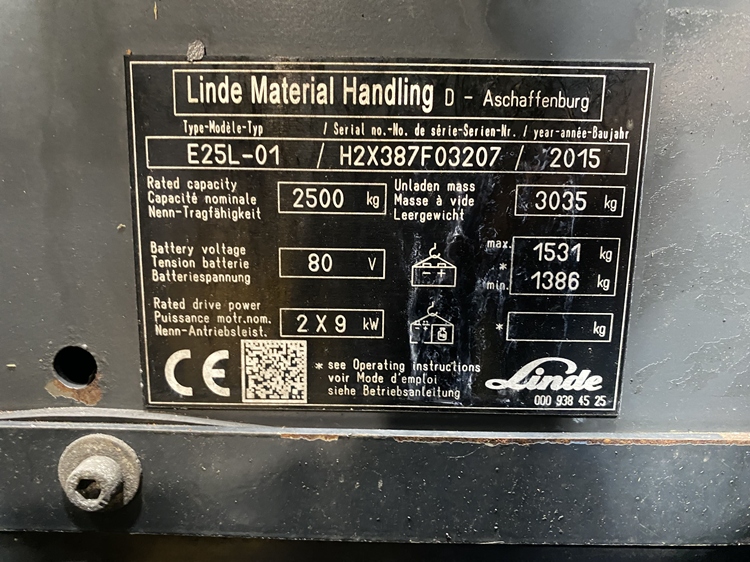 Linde Material Handling D - Aschaffenburg
Type-Modèle-Typ / Serial no.-No. de série-Serien-Nr. / year-année-Baujahr
E25L-01 / H2X387F03207 / 2015
Rated capacity
Capacité nominale
Nenn-Tragfähigkeit
2500 kg
Unladen mass
Masse à vide
Leergewicht
3035 kg
Battery voltage
Tension batterie
Batteriespannung
80 V
max. 1531 kg
*
min. 1386 kg
Rated drive power
Puissance motr.nom.
Nenn-Antriebsleist.
2 X 9 kW
* kg
CE
* see Operating instructions
voir Mode d'emploi
siehe Betriebsanleitung
Linde
000 938 45 25